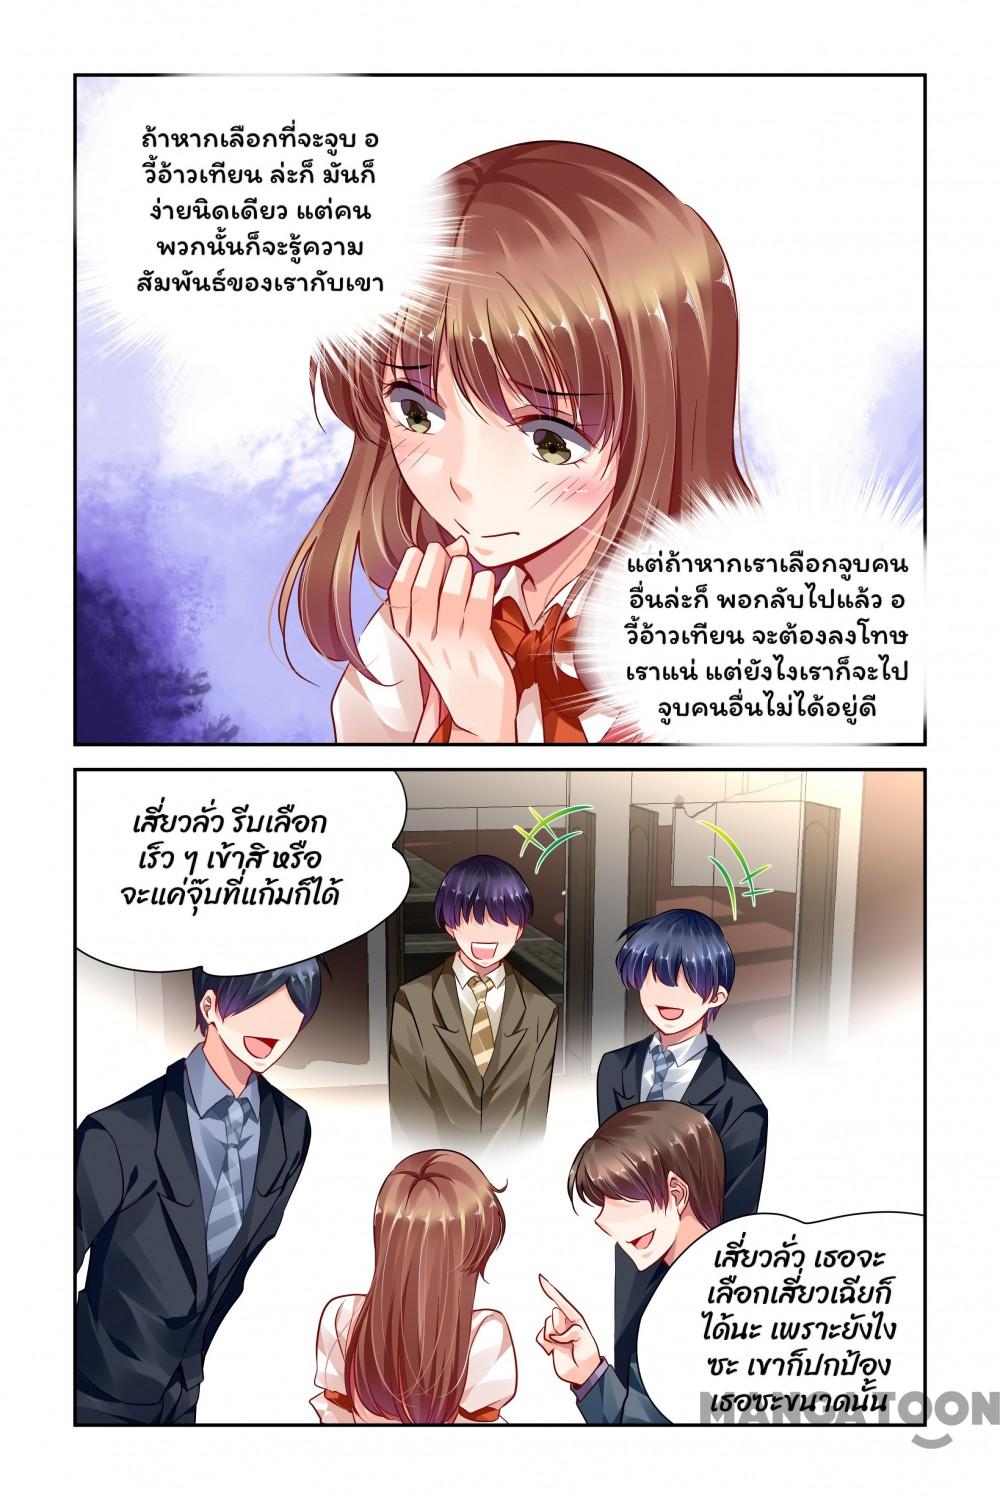 ถ้าหากเลือกที่จะจูบ อ
วี้อ้าวเทียน ล่ะก็ มันก็
ง่ายนิดเดียว แต่คน
พวกนั้นก็จะรู้ความ
สัมพันธ์ของเรากับเขา
แต่ถ้าหากเราเลือกจูบคน
อื่นล่ะก็ พอกลับไปแล้ว อ
วี้อ้าวเทียน จะต้องลงโทษ
เราแน่ แต่ยังไงเราก็จะไป
จูบคนอื่นไม่ได้อยู่ดี
เสี่ยวลั่ว รีบเลือก
เร็ว ๆ เข้าสิ หรือ
จะแค่จุ๊บที่แก้มก็ได้
เสี่ยวลั่ว เธอจะ
เลือกเสี่ยวเฉียก็
ได้นะ เพราะยังไง
ซะ เขาก็ปกป้อง
เธอซะขนาดนั้น
MANGATOON